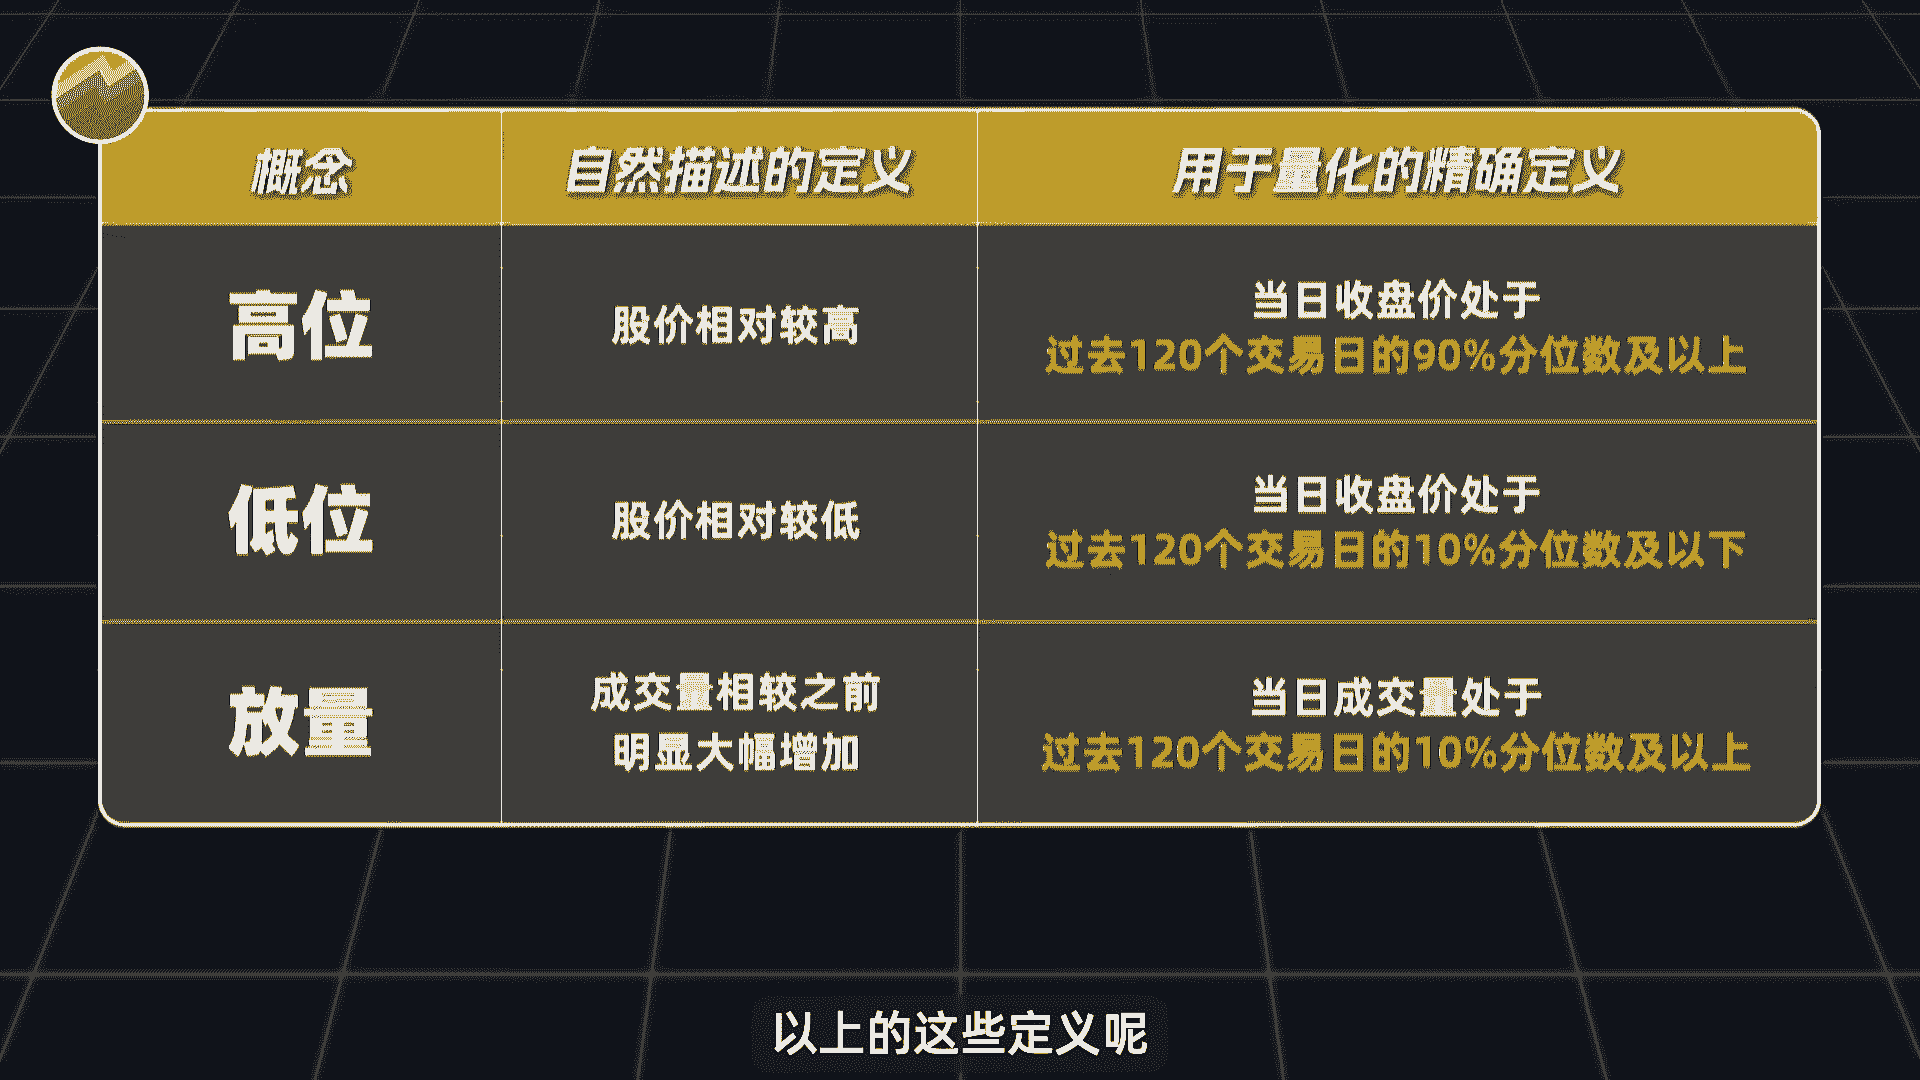 概念
自然描述的定义
用于量化的精确定义
高位
股价相对较高
当日收盘价处于
过去120个交易日的90%分位数及以上
低位
股价相对较低
当日收盘价处于
过去120个交易日的10%分位数及以下
放量
成交量相较之前
明显大幅增加
当日成交量处于
过去120个交易日的10%分位数及以上
以上的这些定义呢